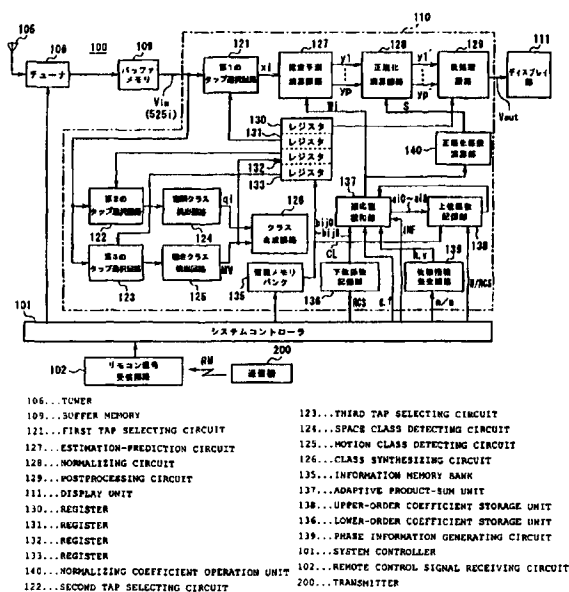 110
106
100
108
チューナ
109
バッファ
メモリ
Vin
(525i)
121
第1の
タップ選択回路
xi
127
推定予測
演算回路
y1
yp
128
正規化
演算部
y1'
yp'
129
後処理
回路
111
ディスプレイ
部
Vout
Wi
S
130
131
132
133
レジスタ
レジスタ
レジスタ
レジスタ
正規化係数
演算部
140
第2の
タップ選択回路
122
空間クラス
検出回路
124
qi
126
クラス
合成回路
第3の
タップ選択回路
123
動きクラス
検出回路
125
MV
CL
137
適応積
和算部
上位係数
記憶部
138
INF
135
情報メモリ
バンク
136
下位係数
記憶部
RCS
139
位相情報
発生回路
h,v
n/m
101
システムコントローラ
102
リモコン信号
受信回路
RM
200
送信機
106...TUNER
109...BUFFER MEMORY
121...FIRST TAP SELECTING CIRCUIT
127...ESTIMATION-PREDICTION CIRCUIT
128...NORMALIZING CIRCUIT
129...POSTPROCESSING CIRCUIT
111...DISPLAY UNIT
130...REGISTER
131...REGISTER
132...REGISTER
133...REGISTER
140...NORMALIZING COEFFICIENT OPERATION UNIT
122...SECOND TAP SELECTING CIRCUIT
123...THIRD TAP SELECTING CIRCUIT
124...SPACE CLASS DETECTING CIRCUIT
125...MOTION CLASS DETECTING CIRCUIT
126...CLASS SYNTHESIZING CIRCUIT
135...INFORMATION MEMORY BANK
137...ADAPTIVE PRODUCT-SUM UNIT
138...UPPER-ORDER COEFFICIENT STORAGE UNIT
136...LOWER-ORDER COEFFICIENT STORAGE UNIT
139...PHASE INFORMATION GENERATING CIRCUIT
101...SYSTEM CONTROLLER
102...REMOTE CONTROL SIGNAL RECEIVING CIRCUIT
200...TRANSMITTER